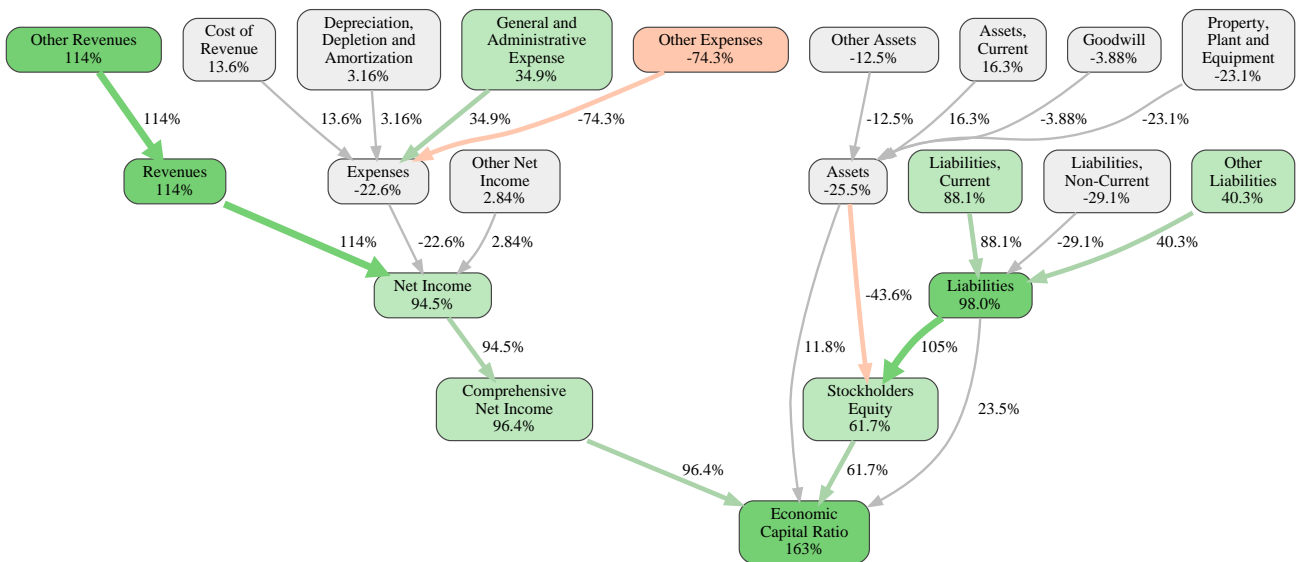 Other Revenues
114%
Cost of
Revenue
13.6%
Depreciation,
Depletion and
Amortization
3.16%
General and
Administrative
Expense
34.9%
Other Expenses
-74.3%
Other Assets
-12.5%
Assets,
Current
16.3%
Goodwill
-3.88%
Property,
Plant and
Equipment
-23.1%
114%
13.6%
3.16%
34.9%
-74.3%
-12.5%
16.3%
-3.88%
-23.1%
Revenues
114%
Expenses
-22.6%
Other Net
Income
2.84%
Assets
-25.5%
Liabilities,
Current
88.1%
Liabilities,
Non-Current
-29.1%
Other
Liabilities
40.3%
114%
-22.6%
2.84%
88.1%
-29.1%
40.3%
Net Income
94.5%
-43.6%
Liabilities
98.0%
94.5%
11.8%
105%
Comprehensive
Net Income
96.4%
Stockholders
Equity
61.7%
23.5%
96.4%
61.7%
Economic
Capital Ratio
163%